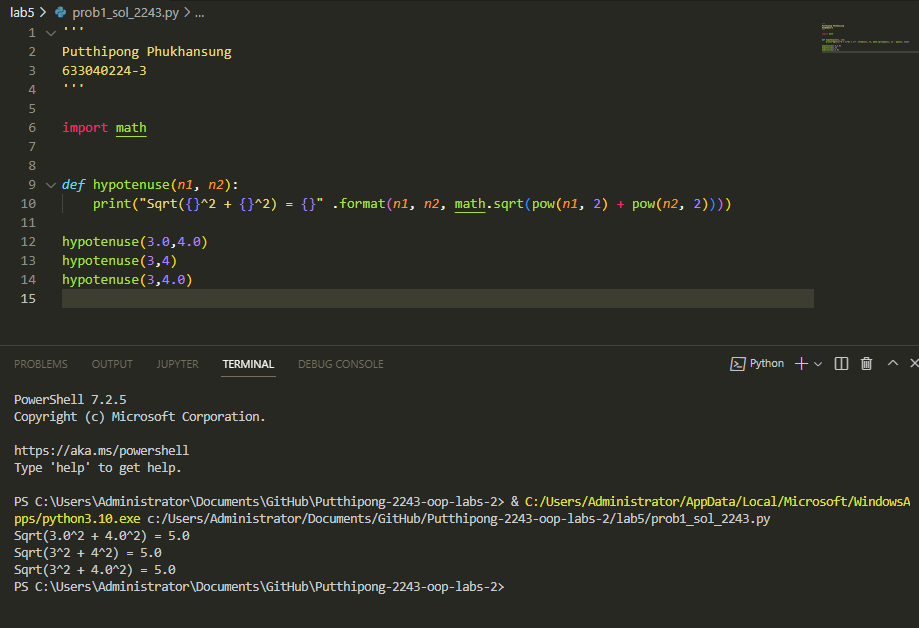 lab5 > prob1_sol_2243.py > ...
1 '''
2 Putthipong Phukhansung
3 633040224-3
4 '''
5
6 import math
7
8
9 def hypotenuse(n1, n2):
10 print("Sqrt({}^2 + {}^2) = {}" .format(n1, n2, math.sqrt(pow(n1, 2) + pow(n2, 2))))
11
12 hypotenuse(3.0,4.0)
13 hypotenuse(3,4)
14 hypotenuse(3,4.0)
15
PROBLEMS OUTPUT JUPYTER TERMINAL DEBUG CONSOLE Python
PowerShell 7.2.5
Copyright (c) Microsoft Corporation.
https://aka.ms/powershell
Type 'help' to get help.
PS C:\Users\Administrator\Documents\GitHub\Putthipong-2243-oop-labs-2> & C:/Users/Administrator/AppData/Local/Microsoft/WindowsA
pps/python3.10.exe c:/Users/Administrator/Documents/GitHub/Putthipong-2243-oop-labs-2/lab5/prob1_sol_2243.py
Sqrt(3.0^2 + 4.0^2) = 5.0
Sqrt(3^2 + 4^2) = 5.0
Sqrt(3^2 + 4.0^2) = 5.0
PS C:\Users\Administrator\Documents\GitHub\Putthipong-2243-oop-labs-2>